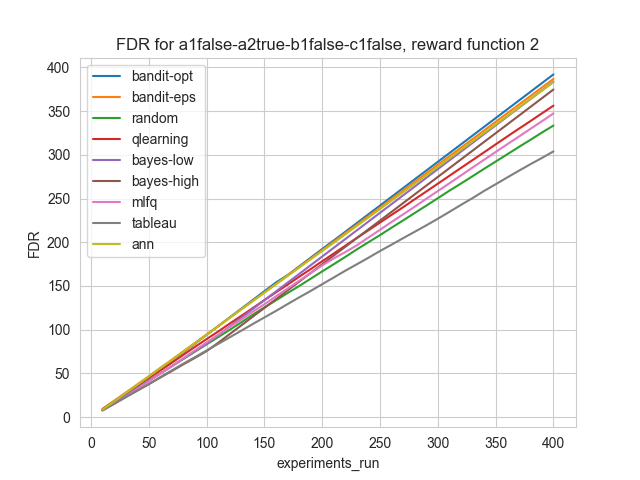 FDR for a1false-a2true-b1false-c1false, reward function 2
400
350
300
250
200
150
100
50
0
FDR
bandit-opt
bandit-eps
random
qlearning
bayes-low
bayes-high
mlfq
tableau
ann
0 50 100 150 200 250 300 350 400
experiments_run